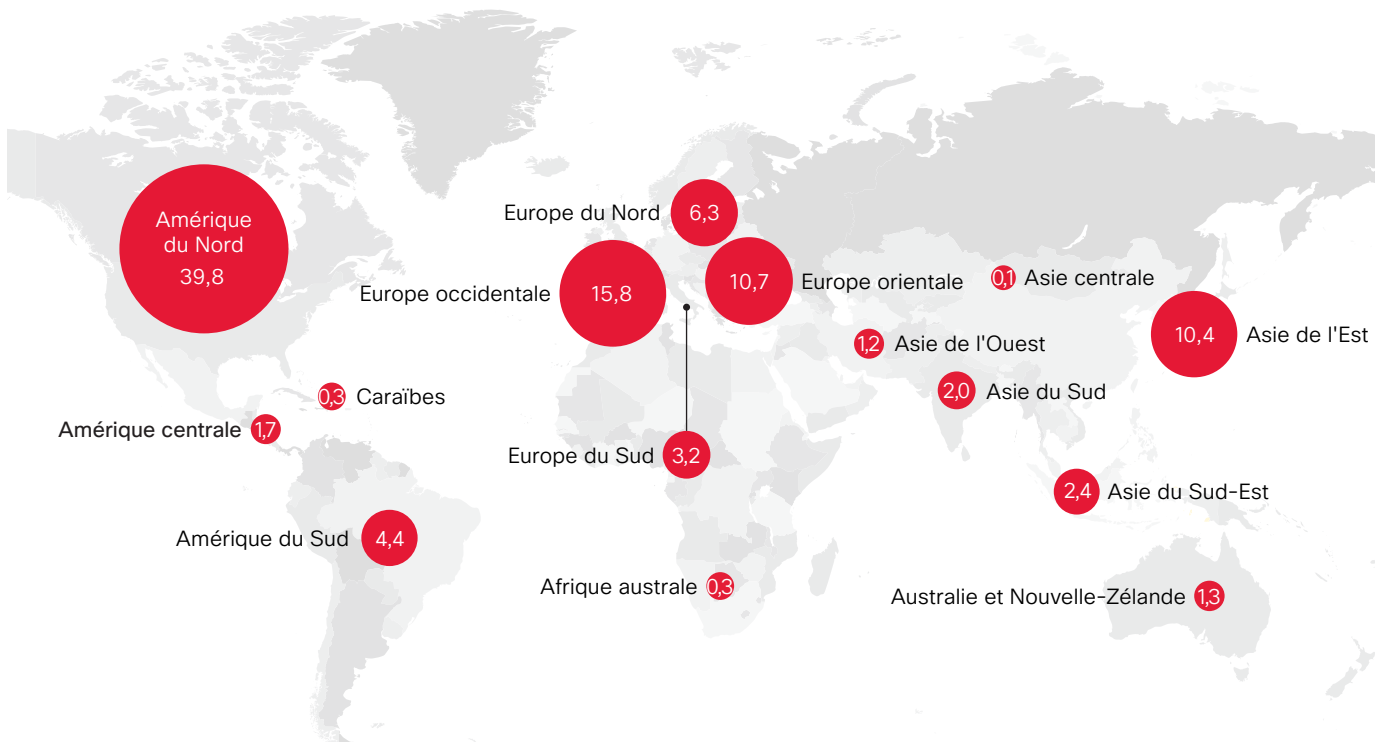 Amérique
du Nord
39,8
Europe du Nord 6,3
Europe occidentale 15,8
10,7 Europe orientale
0,1 Asie centrale
10,4 Asie de l'Est
1,2 Asie de l'Ouest
2,0 Asie du Sud
0,3 Caraïbes
Amérique centrale 1,7
Europe du Sud 3,2
2,4 Asie du Sud-Est
Amérique du Sud 4,4
Afrique australe 0,3
Australie et Nouvelle-Zélande 1,3